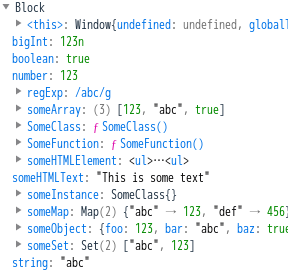 Block
<this>: Window{undefined: undefined, global
bigInt: 123n
boolean: true
number: 123
regExp: /abc/g
someArray: (3) [123, "abc", true]
SomeClass: ƒ SomeClass()
SomeFunction: ƒ SomeFunction()
someHTMLElement: <ul>⋯<ul>
someHTMLText: "This is some text"
someInstance: SomeClass{}
someMap: Map(2) {"abc" → 123, "def" → 456}
someObject: {foo: 123, bar: "abc", baz: true
someSet: Set(2) ["abc", 123]
string: "abc"